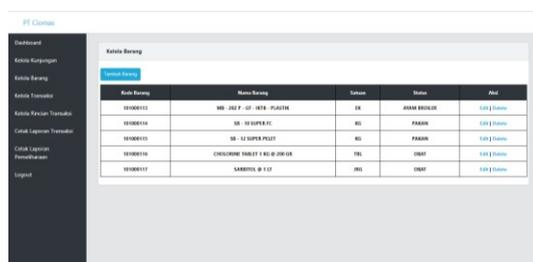 PT Ciomas
Dashboard
Kelola Kunjungan
Kelola Barang
Kelola Transaksi
Kelola Rincian Transaksi
Cetak Laporan Transaksi
Cetak Laporan
Pemeliharaan
Logout
Kelola Barang
Tambah Barang
Kode Barang Nama Barang Satuan Status Aksi
101000113 MB - 202 P - GT - HI78 - PLASTIK EK AYAM BROILER Edit | Delete
101000114 SB - 10 SUPER FC KG PAKAN Edit | Delete
101000115 SB - 12 SUPER PELET KG PAKAN Edit | Delete
101000116 CHOLORINE TABLET 1 KG @ 200 GR TBL OBAT Edit | Delete
101000117 SARBITOL @ 1 LT JRG OBAT Edit | Delete